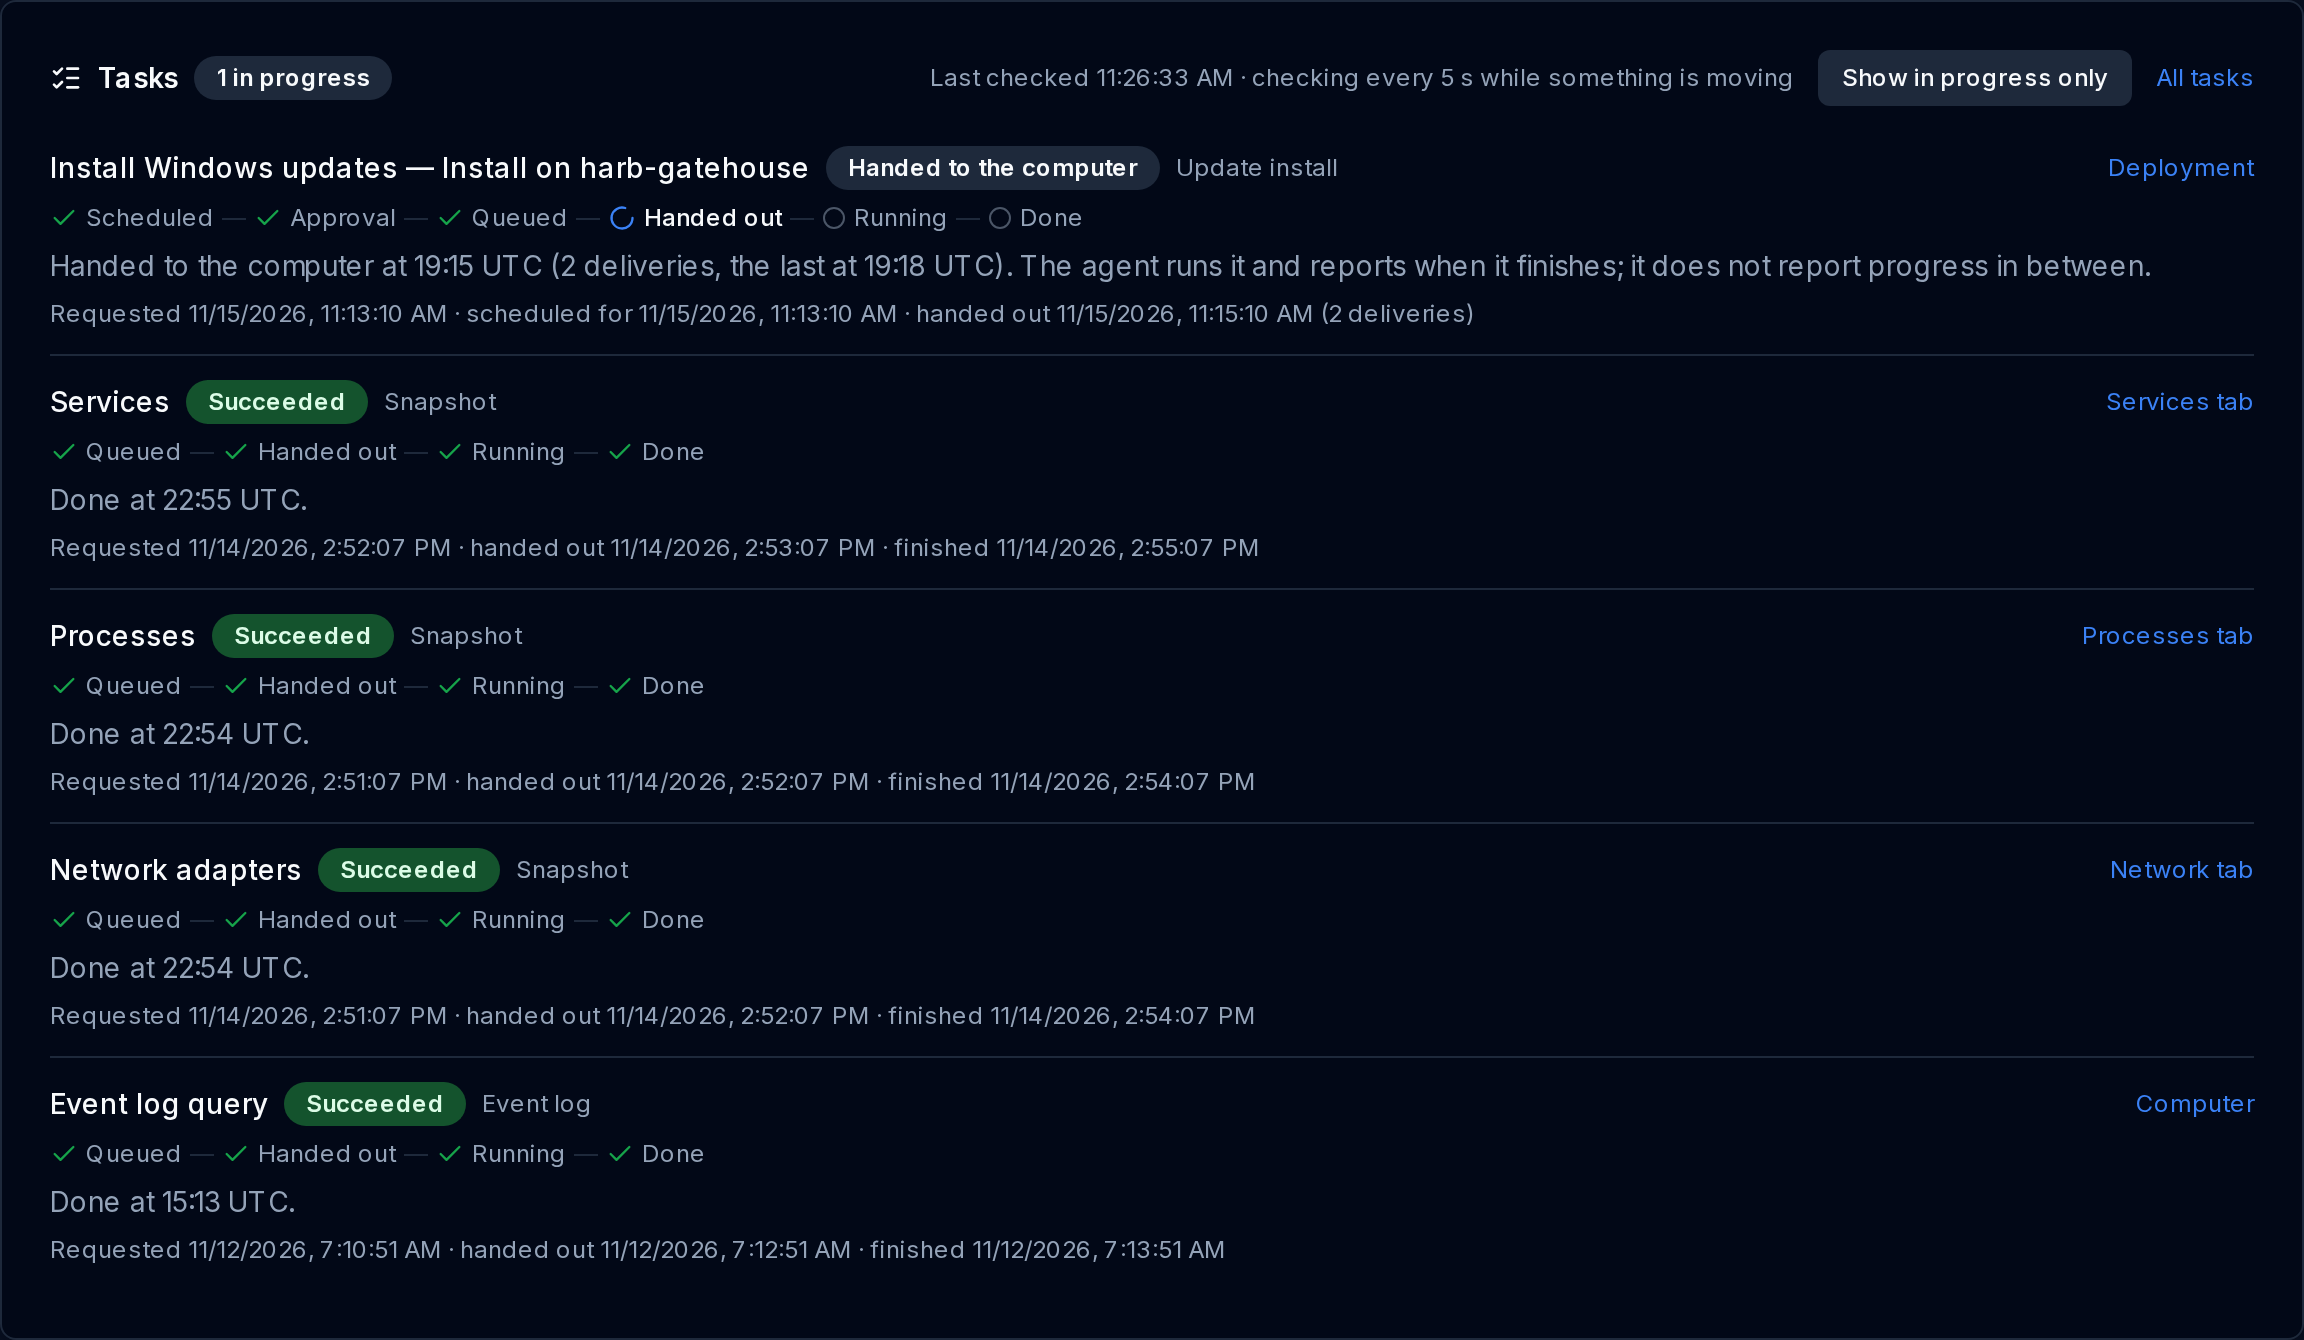 Tasks 1 in progress Last checked 11:26:33 AM · checking every 5 s while something is moving Show in progress only All tasks
Install Windows updates — Install on harb-gatehouse Handed to the computer Update install Deployment
Scheduled — Approval — Queued — Handed out — Running — Done
Handed to the computer at 19:15 UTC (2 deliveries, the last at 19:18 UTC). The agent runs it and reports when it finishes; it does not report progress in between.
Requested 11/15/2026, 11:13:10 AM · scheduled for 11/15/2026, 11:13:10 AM · handed out 11/15/2026, 11:15:10 AM (2 deliveries)
Services Succeeded Snapshot Services tab
Queued — Handed out — Running — Done
Done at 22:55 UTC.
Requested 11/14/2026, 2:52:07 PM · handed out 11/14/2026, 2:53:07 PM · finished 11/14/2026, 2:55:07 PM
Processes Succeeded Snapshot Processes tab
Queued — Handed out — Running — Done
Done at 22:54 UTC.
Requested 11/14/2026, 2:51:07 PM · handed out 11/14/2026, 2:52:07 PM · finished 11/14/2026, 2:54:07 PM
Network adapters Succeeded Snapshot Network tab
Queued — Handed out — Running — Done
Done at 22:54 UTC.
Requested 11/14/2026, 2:51:07 PM · handed out 11/14/2026, 2:52:07 PM · finished 11/14/2026, 2:54:07 PM
Event log query Succeeded Event log Computer
Queued — Handed out — Running — Done
Done at 15:13 UTC.
Requested 11/12/2026, 7:10:51 AM · handed out 11/12/2026, 7:12:51 AM · finished 11/12/2026, 7:13:51 AM